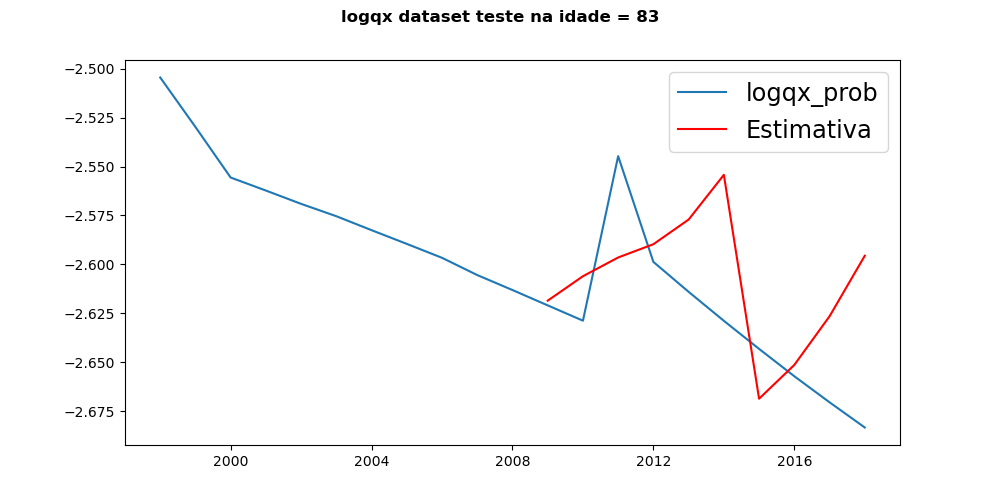 logqx dataset teste na idade = 83
logqx_prob
Estimativa
−2.500
−2.525
−2.550
−2.575
−2.600
−2.625
−2.650
−2.675
2000 2004 2008 2012 2016